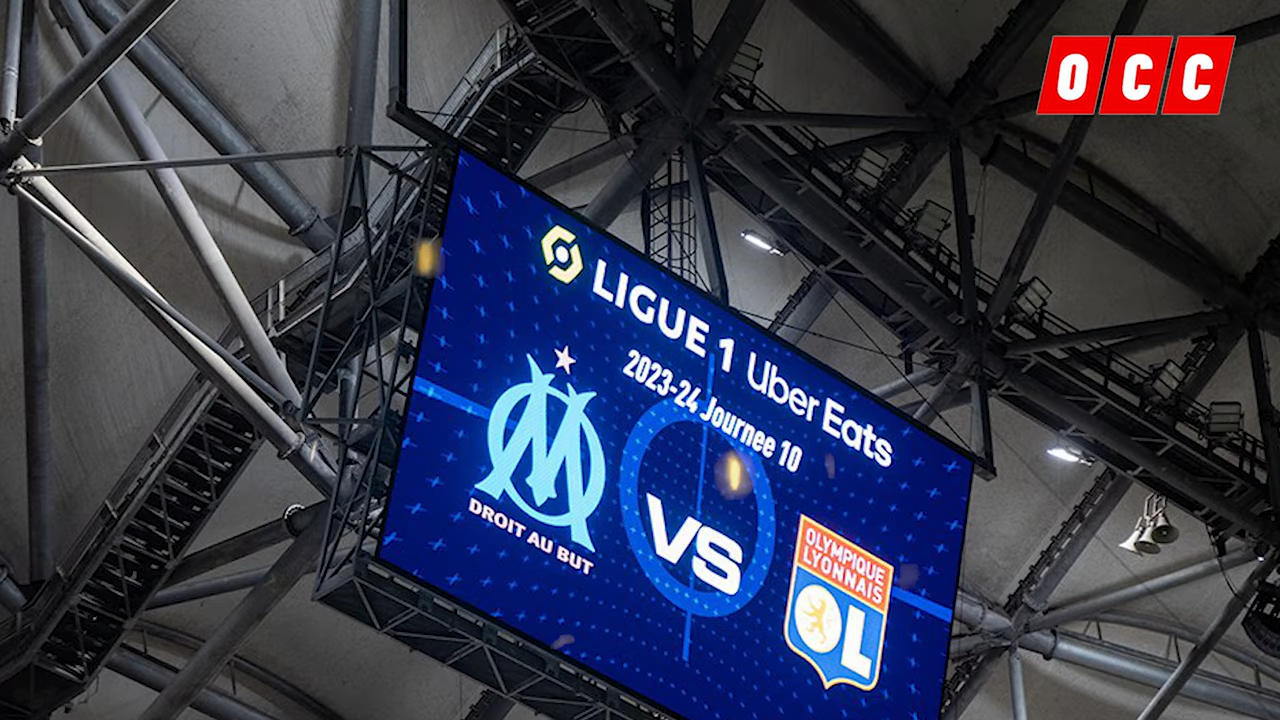 OCC
LIGUE 1 Uber Eats
2023-24 Journee 10
DROIT AU BUT
VS
OLYMPIQUE
LYONNAIS
OL